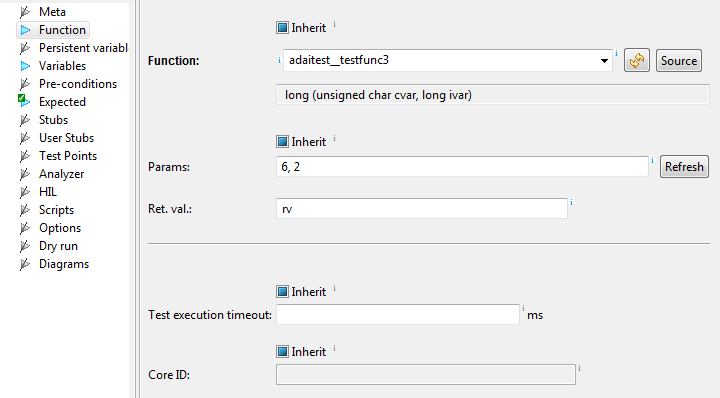 Meta
Function
Persistent variabl
Variables
Pre-conditions
Expected
Stubs
User Stubs
Test Points
Analyzer
HIL
Scripts
Options
Dry run
Diagrams
Inherit i
Function: i adaitest__testfunc3 i Source
long (unsigned char cvar, long ivar)
Inherit i
Params: 6, 2 i Refresh
Ret. val.: rv i
Inherit i
Test execution timeout: i ms
Inherit i
Core ID: i